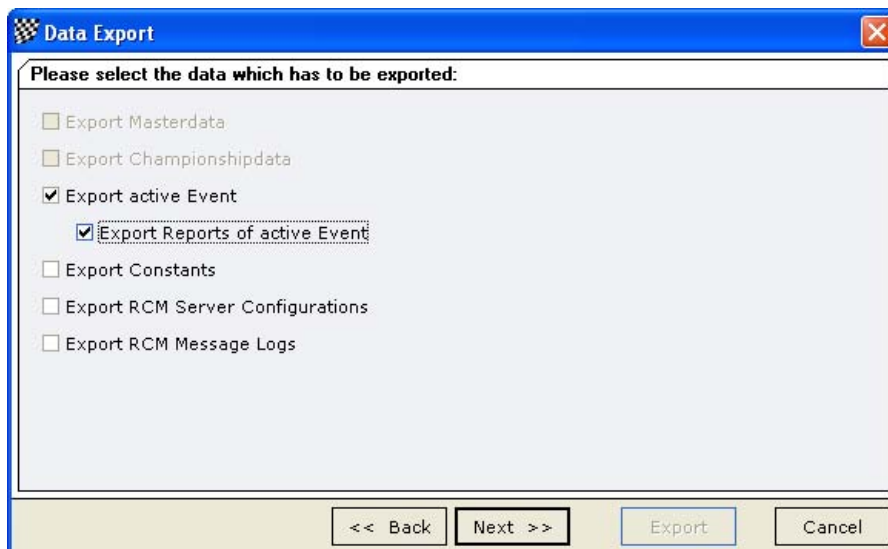 Data Export
Please select the data which has to be exported:
Export Masterdata
Export Championshipdata
Export active Event
Export Reports of active Event
Export Constants
Export RCM Server Configurations
Export RCM Message Logs
<< Back Next >> Export Cancel